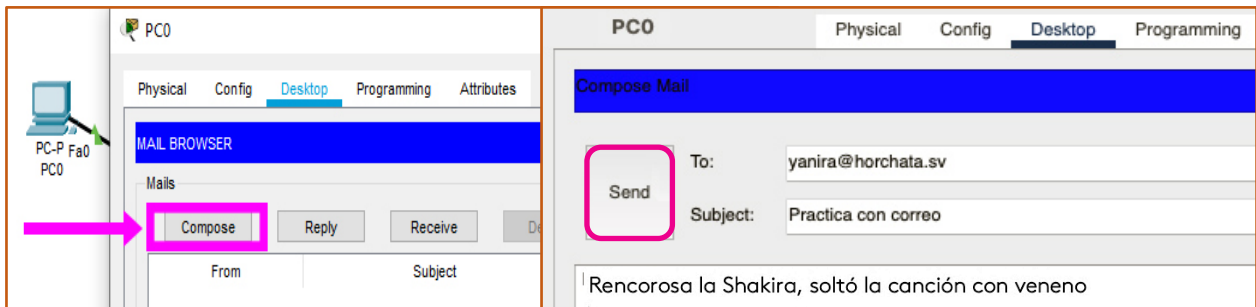 PC-P Fa0
PC0
PC0
Physical Config Desktop Programming Attributes
MAIL BROWSER
Mails
Compose Reply Receive De
From Subject
PC0 Physical Config Desktop Programming
Compose Mail
Send
To: yanira@horchata.sv
Subject: Practica con correo
Rencorosa la Shakira, soltó la canción con veneno